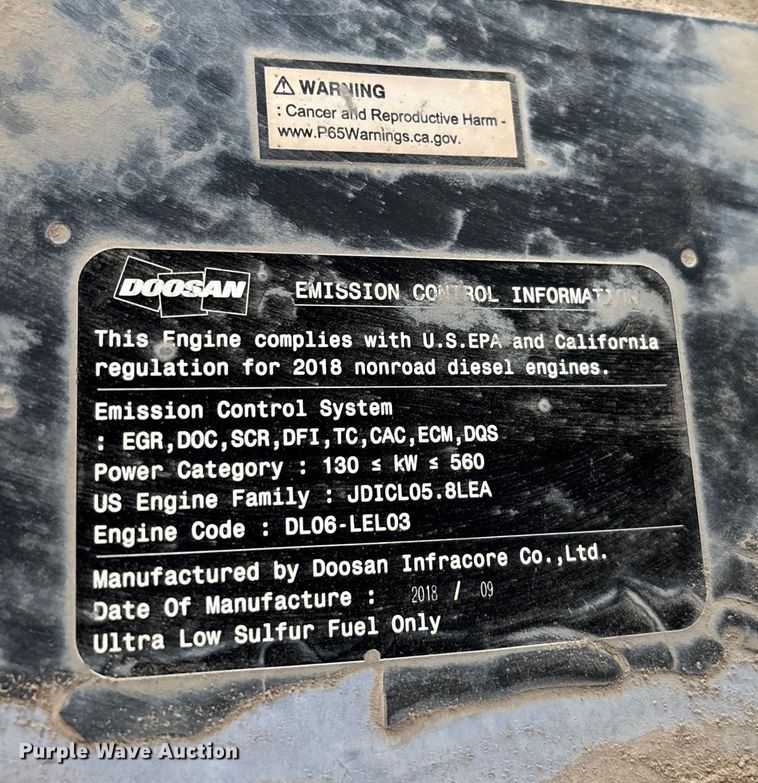 ⚠ WARNING
: Cancer and Reproductive Harm -
www.P65Warnings.ca.gov.
DOOSAN EMISSION CONTROL INFORMATION
This Engine complies with U.S.EPA and California
regulation for 2018 nonroad diesel engines.
Emission Control System
: EGR,DOC,SCR,DFI,TC,CAC,ECM,DQS
Power Category : 130 ≤ kW ≤ 560
US Engine Family : JDICL05.8LEA
Engine Code : DL06-LEL03
Manufactured by Doosan Infracore Co.,Ltd.
Date Of Manufacture : 2018 / 09
Ultra Low Sulfur Fuel Only
Purple Wave Auction